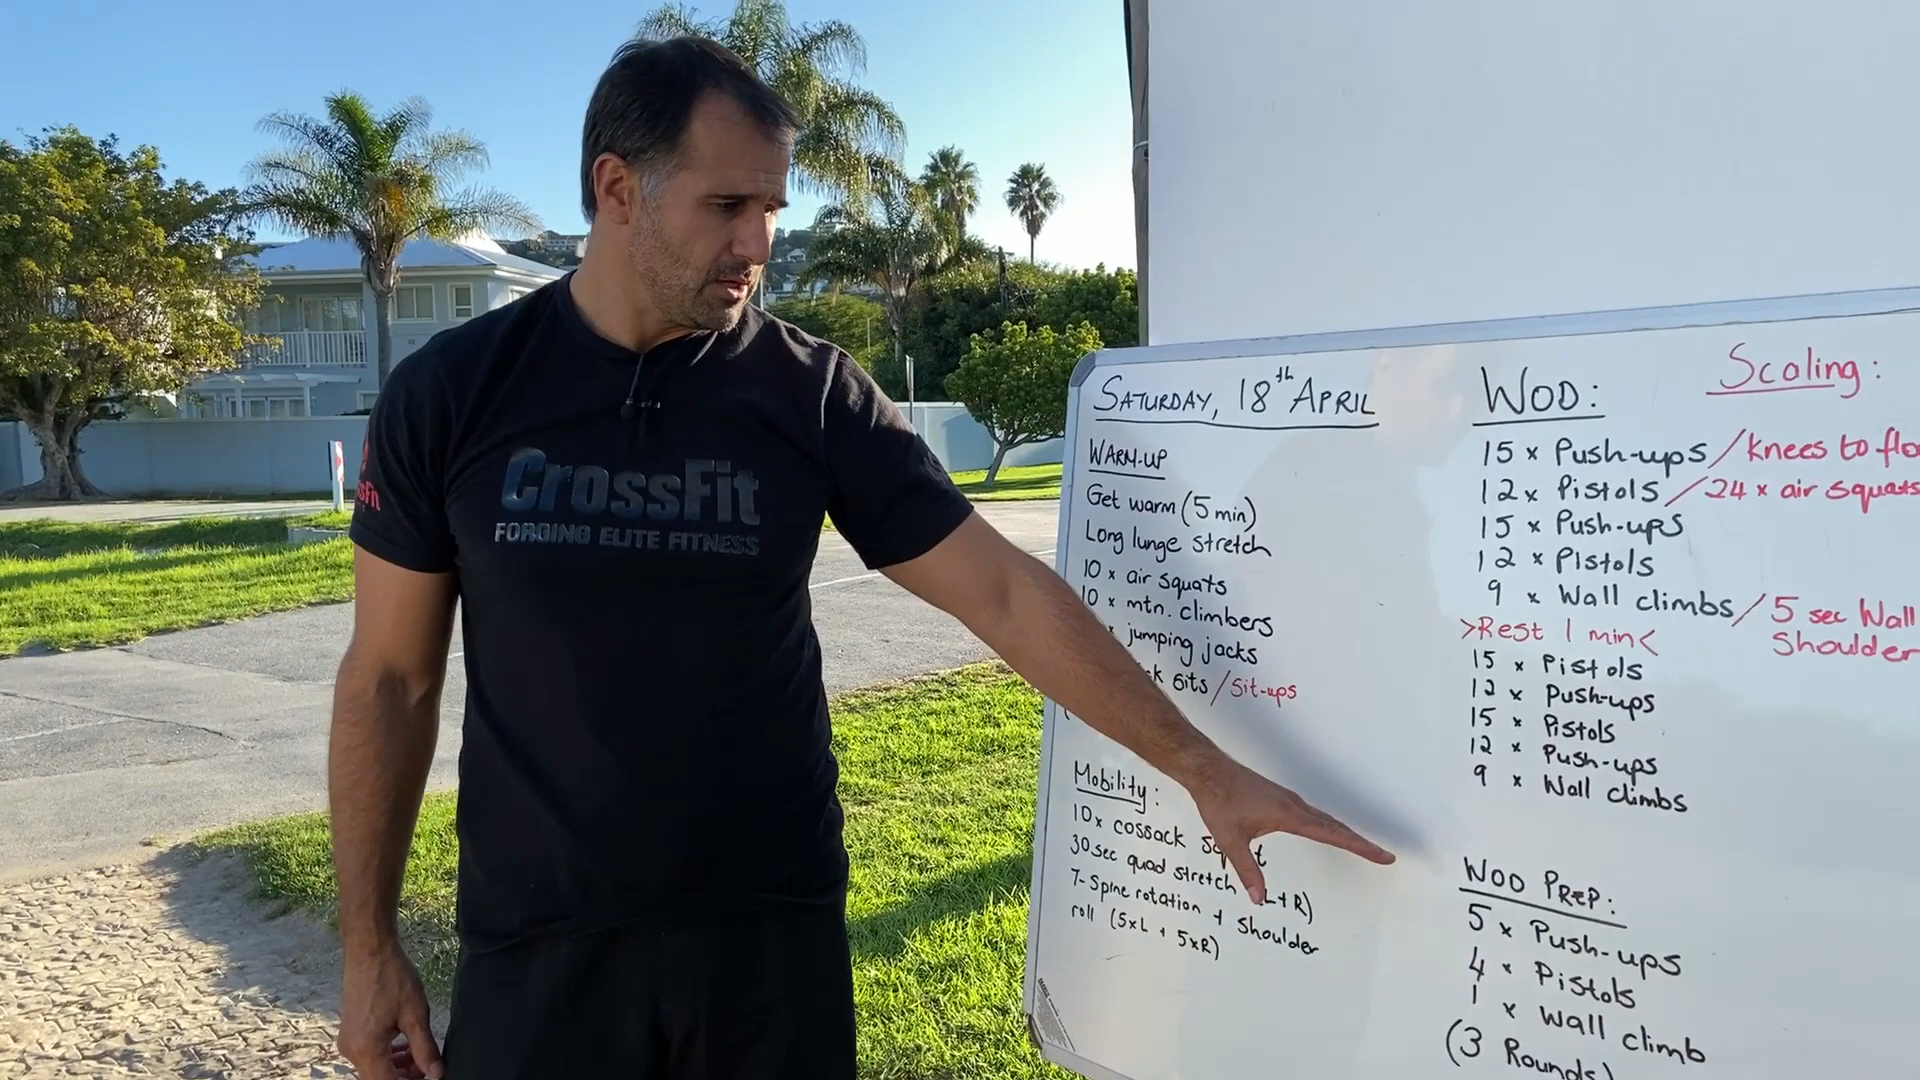 CrossFit
FORGING ELITE FITNESS
SATURDAY, 18th APRIL
WARM-UP
Get warm (5 min)
Long lunge stretch
10 x air squats
10 x mtn. climbers
x jumping jacks
sits / Sit-ups
Mobility:
10x cossack
30sec quad stretch L+R)
T-Spine rotation + Shoulder
roll (5xL + 5xR)
WOD:
Scaling:
15 x Push-ups / knees to
12 x Pistols / 24 x air squats
15 x Push-ups
12 x Pistols
9 x Wall climbs / 5 sec Wall
Shoulder
>Rest 1 min<
15 x Pistols
12 x Push-ups
15 x Pistols
12 x Push-ups
9 x Wall climbs
WOD PREP:
5 x Push-ups
4 x Pistols
1 x Wall climb
(3 Rounds)